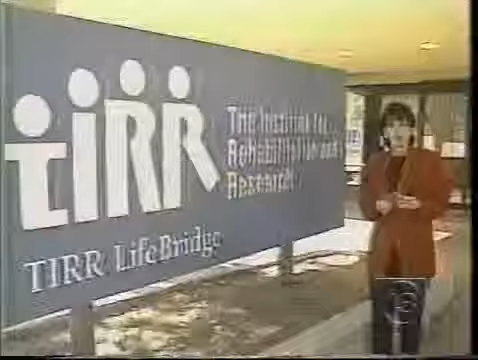 TIRR
The Institute for
Rehabilitation and
Research
TIRR LifeBridge